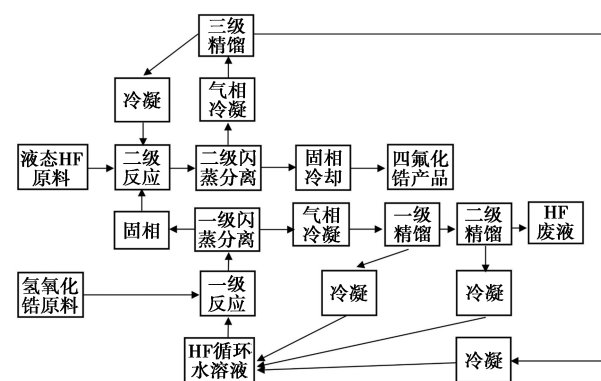 三级
精馏
冷凝
气相
冷凝
液态HF
原料
二级
反应
二级闪
蒸分离
固相
冷却
四氟化
锆产品
固相
一级闪
蒸分离
气相
冷凝
一级
精馏
二级
精馏
HF
废液
氢氧化
锆原料
一级
反应
冷凝
冷凝
HF循环
水溶液
冷凝